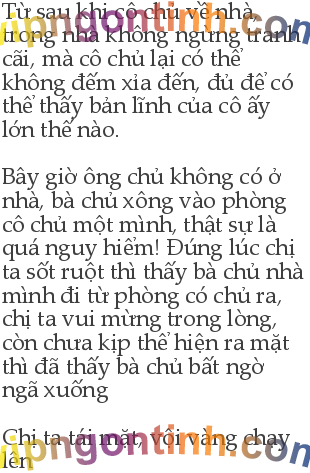 Từ sau khi cô chủ về nhà,
trong nhà không ngừng tranh
cãi, mà cô chủ lại có thể
không đếm xỉa đến, đủ để có
thể thấy bản lĩnh của cô ấy
lớn thế nào.
Bây giờ ông chủ không có ở
nhà, bà chủ xông vào phòng
cô chủ một mình, thật sự là
quá nguy hiểm! Đúng lúc chị
ta sốt ruột thì thấy bà chủ nhà
mình đi từ phòng có chủ ra,
chị ta vui mừng trong lòng,
còn chưa kịp thể hiện ra mặt
thì đã thấy bà chủ bất ngờ
ngã xuống
Chị ta tái mặt, vội vàng chạy
lên
vipngontinh.com
vipngontinh.com